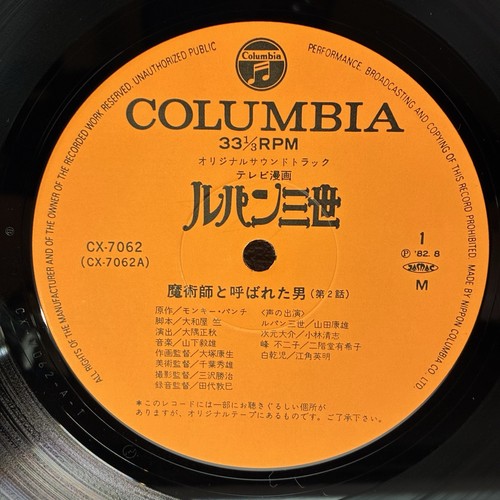 Columbia
COLUMBIA
33⅓RPM
オリジナルサウンドトラック
テレビ漫画
ルパン三世
CX-7062
(CX-7062A)
1
Ⓟ '82. 8
JASRAC
M
魔術師と呼ばれた男(第2話)
原作/モンキー・パンチ
脚本/大和屋 竺
演出/大隅正秋
音楽/山下毅雄
作画監督/大塚康生
美術監督/千葉秀雄
撮影監督/三沢勝治
録音監督/田代敦巳
〈声の出演〉
ルパン三世/山田康雄
次元大介/小林清志
峰 不二子/二階堂有希子
白乾児/江角英明
*このレコードには一部にお聴きぐるしい個所が
ありますが、オリジナルテープにあるものです。ご了承下さい。
ALL RIGHTS OF THE MANUFACTURER AND OF THE OWNER OF THE RECORDED WORK RESERVED. UNAUTHORIZED PUBLIC
PERFORMANCE, BROADCASTING AND COPYING OF THIS RECORD PROHIBITED MADE BY NIPPON COLUMBIA CO. LTD.